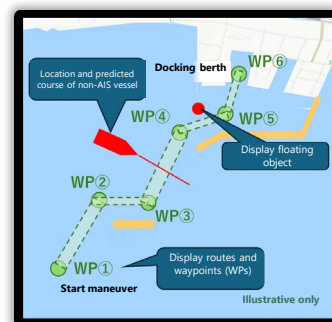 WP⑥
Docking berth
Location and predicted
course of non-AIS vessel
WP④
WP⑤
Display floating
object
WP②
WP③
Display routes and
waypoints (WPs)
WP①
Start maneuver
Illustrative only